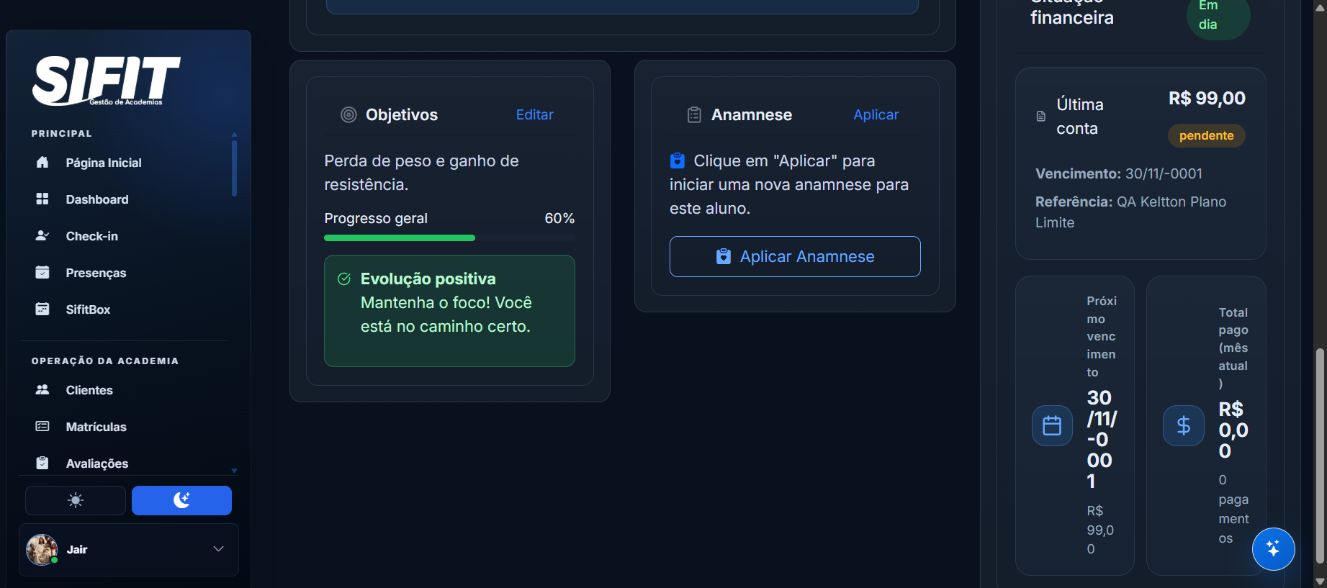 SIFIT
Gestão de Academias
PRINCIPAL
Página Inicial
Dashboard
Check-in
Presenças
SifitBox
OPERAÇÃO DA ACADEMIA
Clientes
Matrículas
Avaliações
Jair
Objetivos
Editar
Perda de peso e ganho de
resistência.
Progresso geral
60%
Evolução positiva
Mantenha o foco! Você
está no caminho certo.
Anamnese
Aplicar
Clique em "Aplicar" para
iniciar uma nova anamnese para
este aluno.
Aplicar Anamnese
Situação
financeira
Em
dia
Última
conta
R$ 99,00
pendente
Vencimento: 30/11/-0001
Referência: QA Keltton Plano
Limite
Próxi
mo
venc
imen
to
30
/11/
-0
00
1
R$
99,0
0
Total
pago
(mês
atual
)
R$
0,0
0
0
paga
ment
os